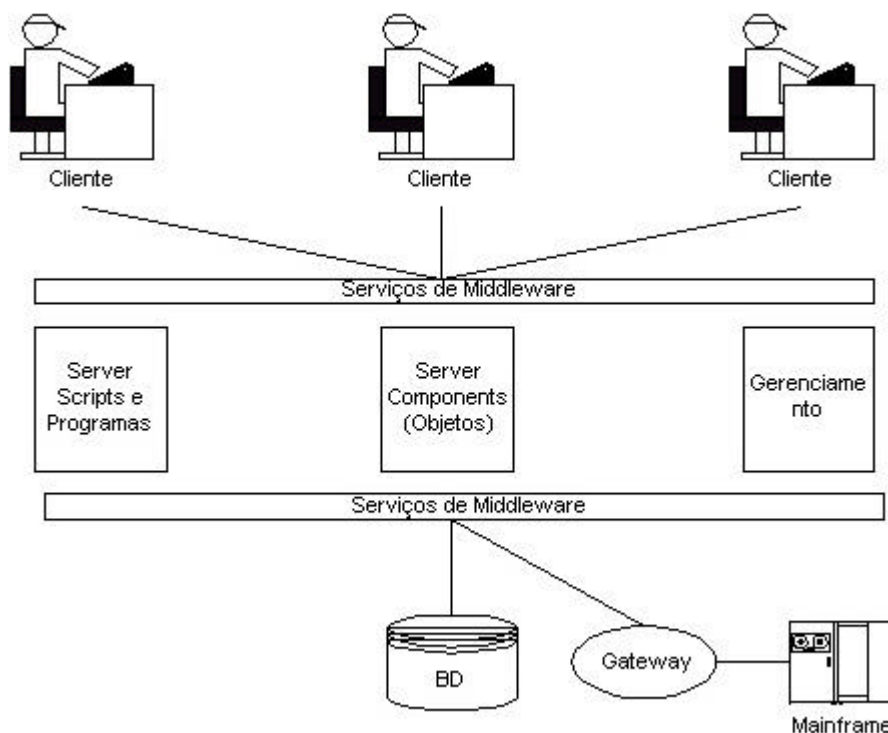 Cliente
Cliente
Cliente
Serviços de Middleware
Server
Scripts e
Programas
Server
Components
(Objetos)
Gerenciame
nto
Serviços de Middleware
BD
Gateway
Mainframe